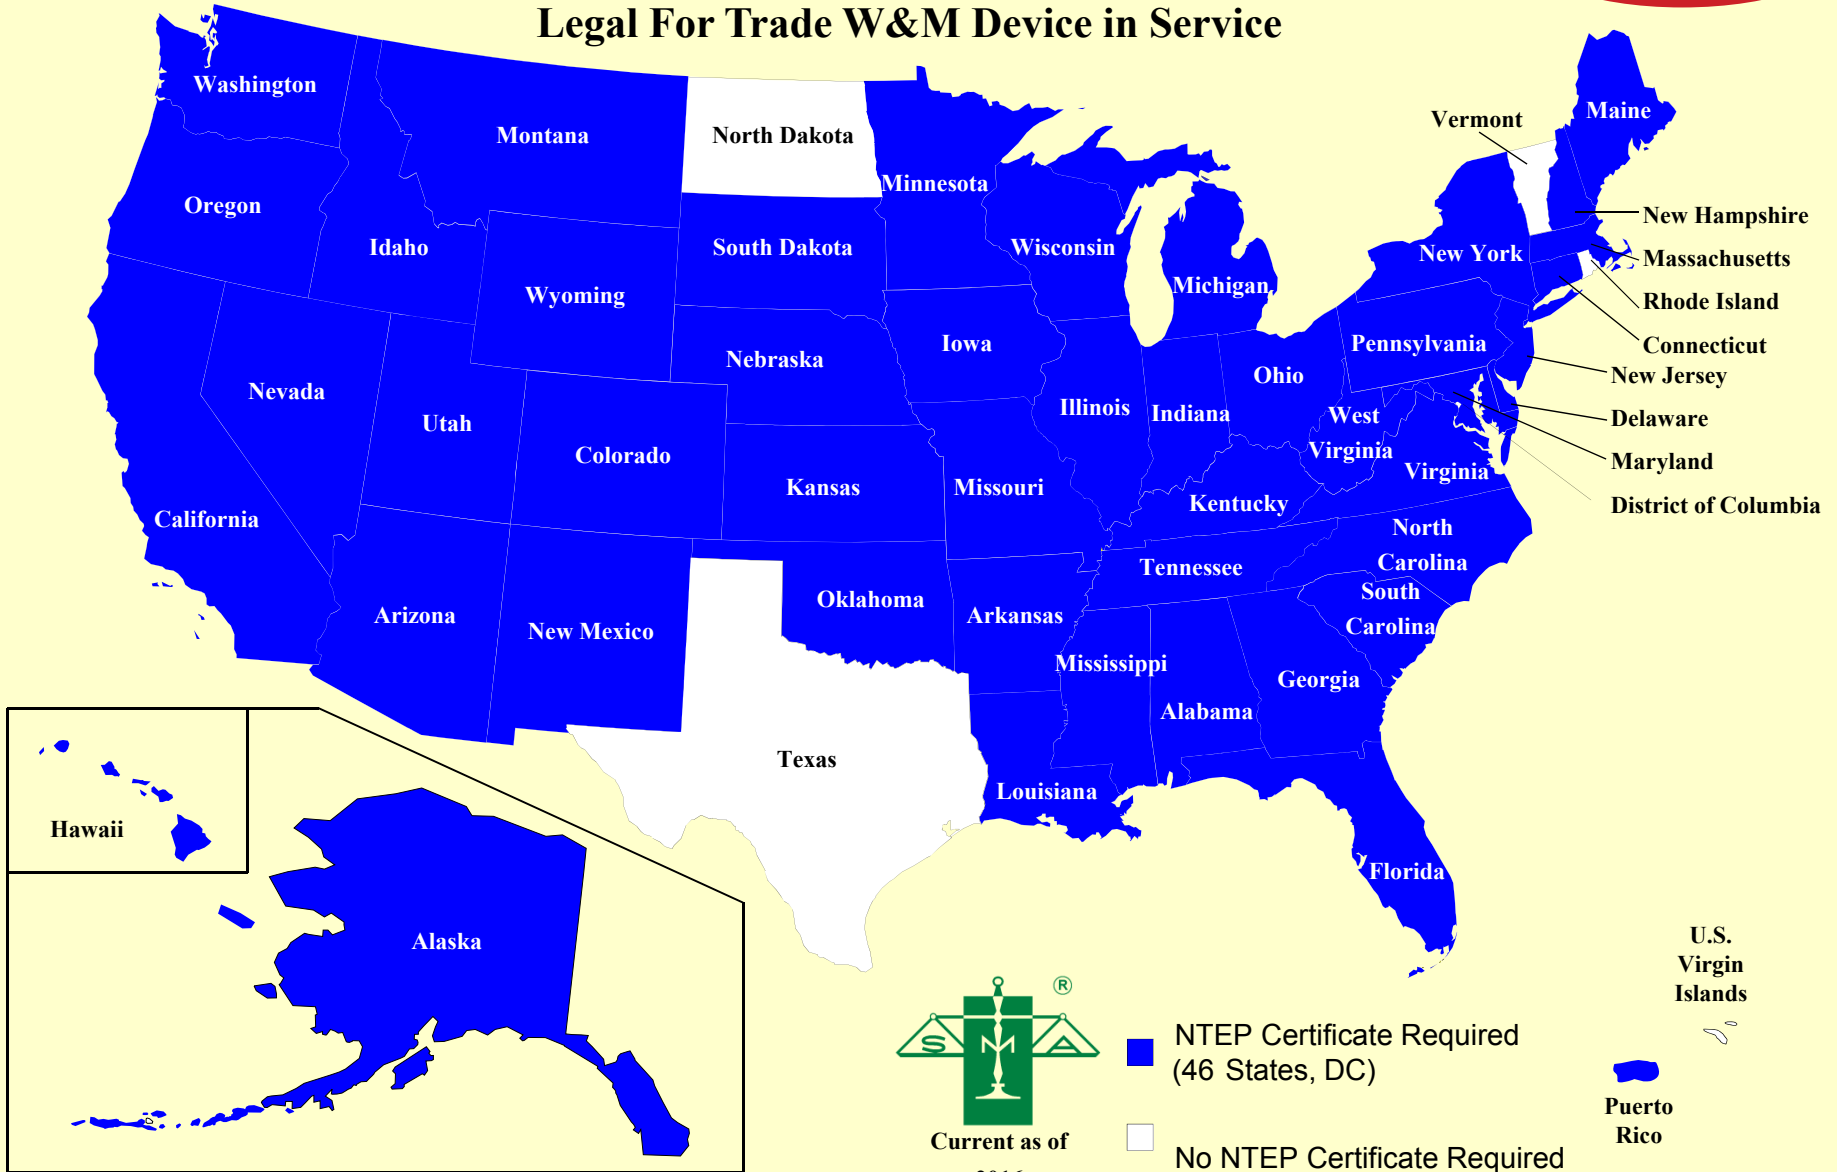 Legal For Trade W&M Device in Service
Washington
Montana
North Dakota
Minnesota
Vermont
Maine
Oregon
Idaho
South Dakota
Wisconsin
Michigan
New York
New Hampshire
Massachusetts
Rhode Island
Connecticut
New Jersey
Delaware
Maryland
District of Columbia
Wyoming
Nebraska
Iowa
Pennsylvania
Ohio
Nevada
Utah
Colorado
Kansas
Missouri
Illinois
Indiana
West
Virginia
Virginia
Kentucky
California
North
Carolina
Tennessee
South
Carolina
Arizona
New Mexico
Oklahoma
Arkansas
Mississippi
Georgia
Alabama
Texas
Louisiana
Florida
Hawaii
Alaska
U.S.
Virgin
Islands
Puerto
Rico
®
S M A
NTEP Certificate Required
(46 States, DC)
No NTEP Certificate Required
Current as of